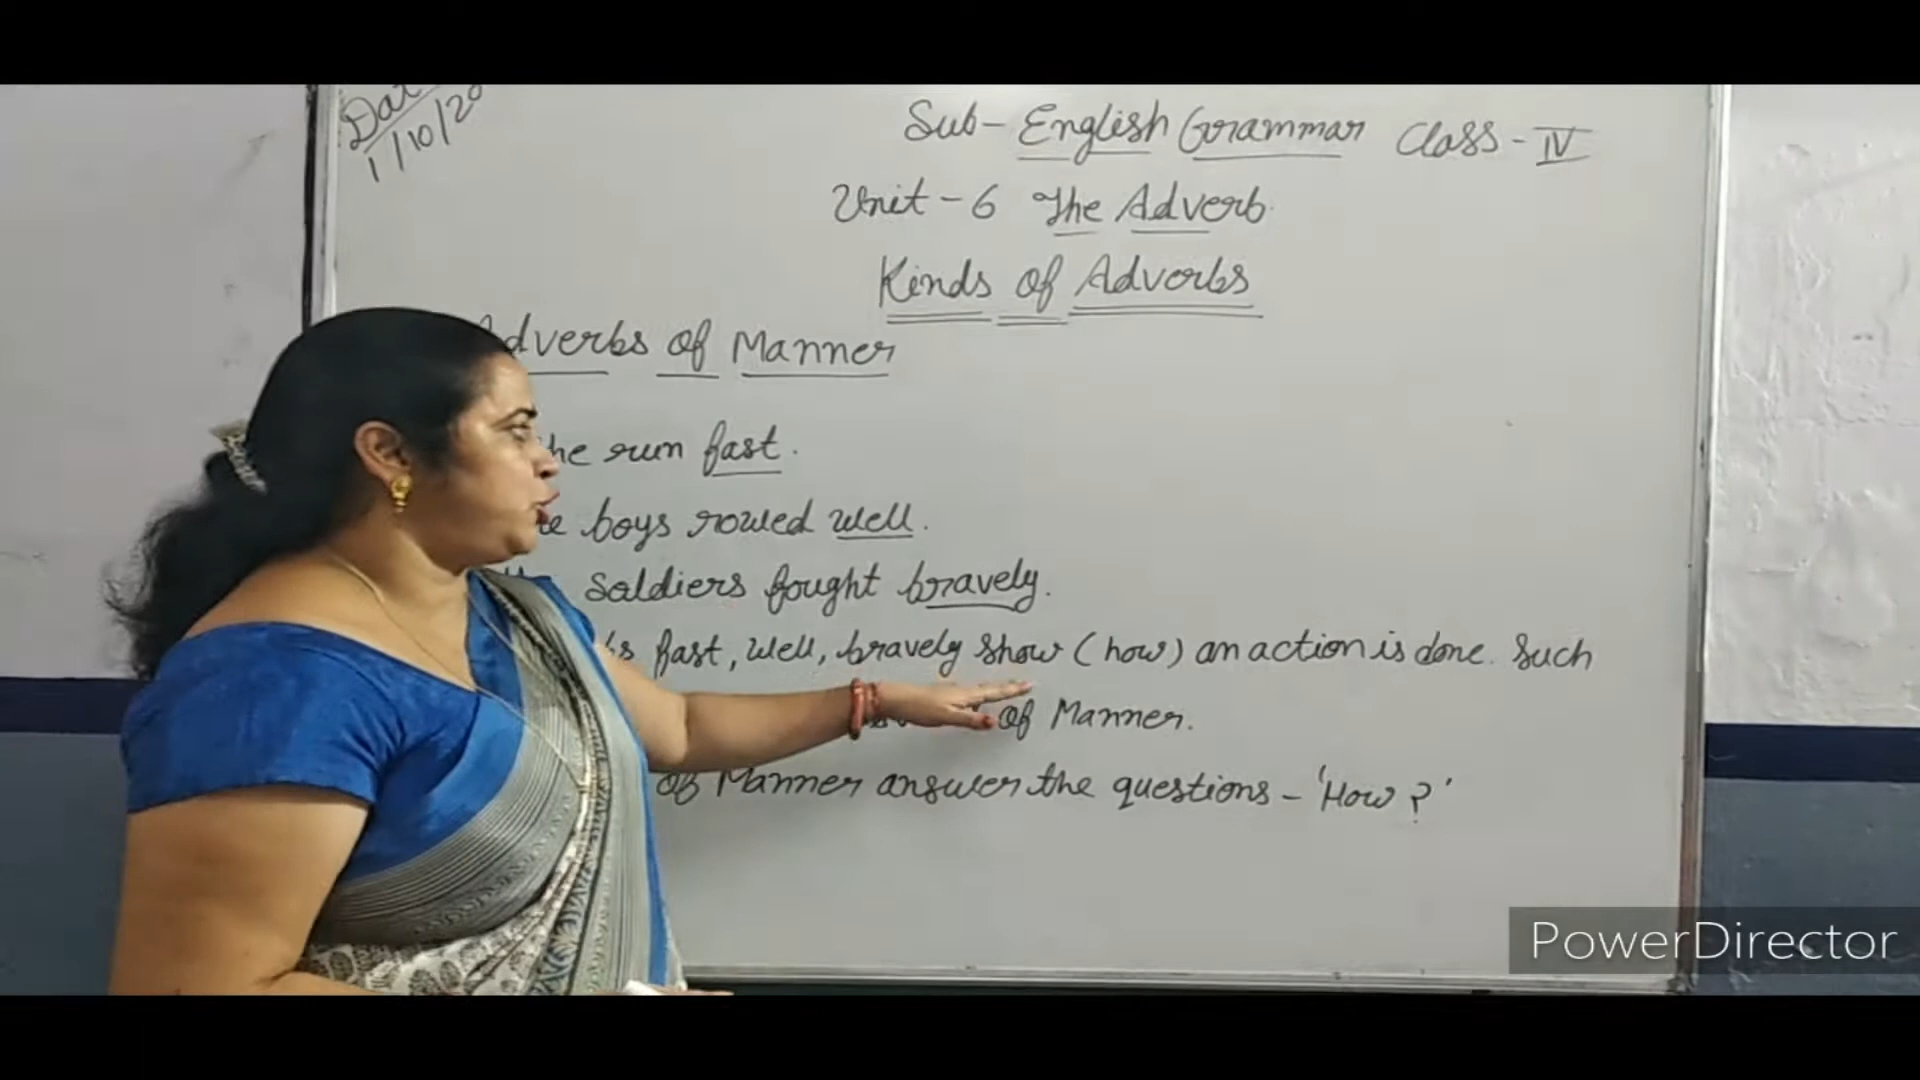 Date
1/10/20
Sub- English Grammar Class - IV
Unit - 6 The Adverb.
Kinds of Adverbs
Adverbs of Manner
he run fast.
boys rowed well.
soldiers fought bravely.
fast, well, bravely show (how) an action is done. Such
of Manner.
of Manner answer the questions - 'How?'
PowerDirector